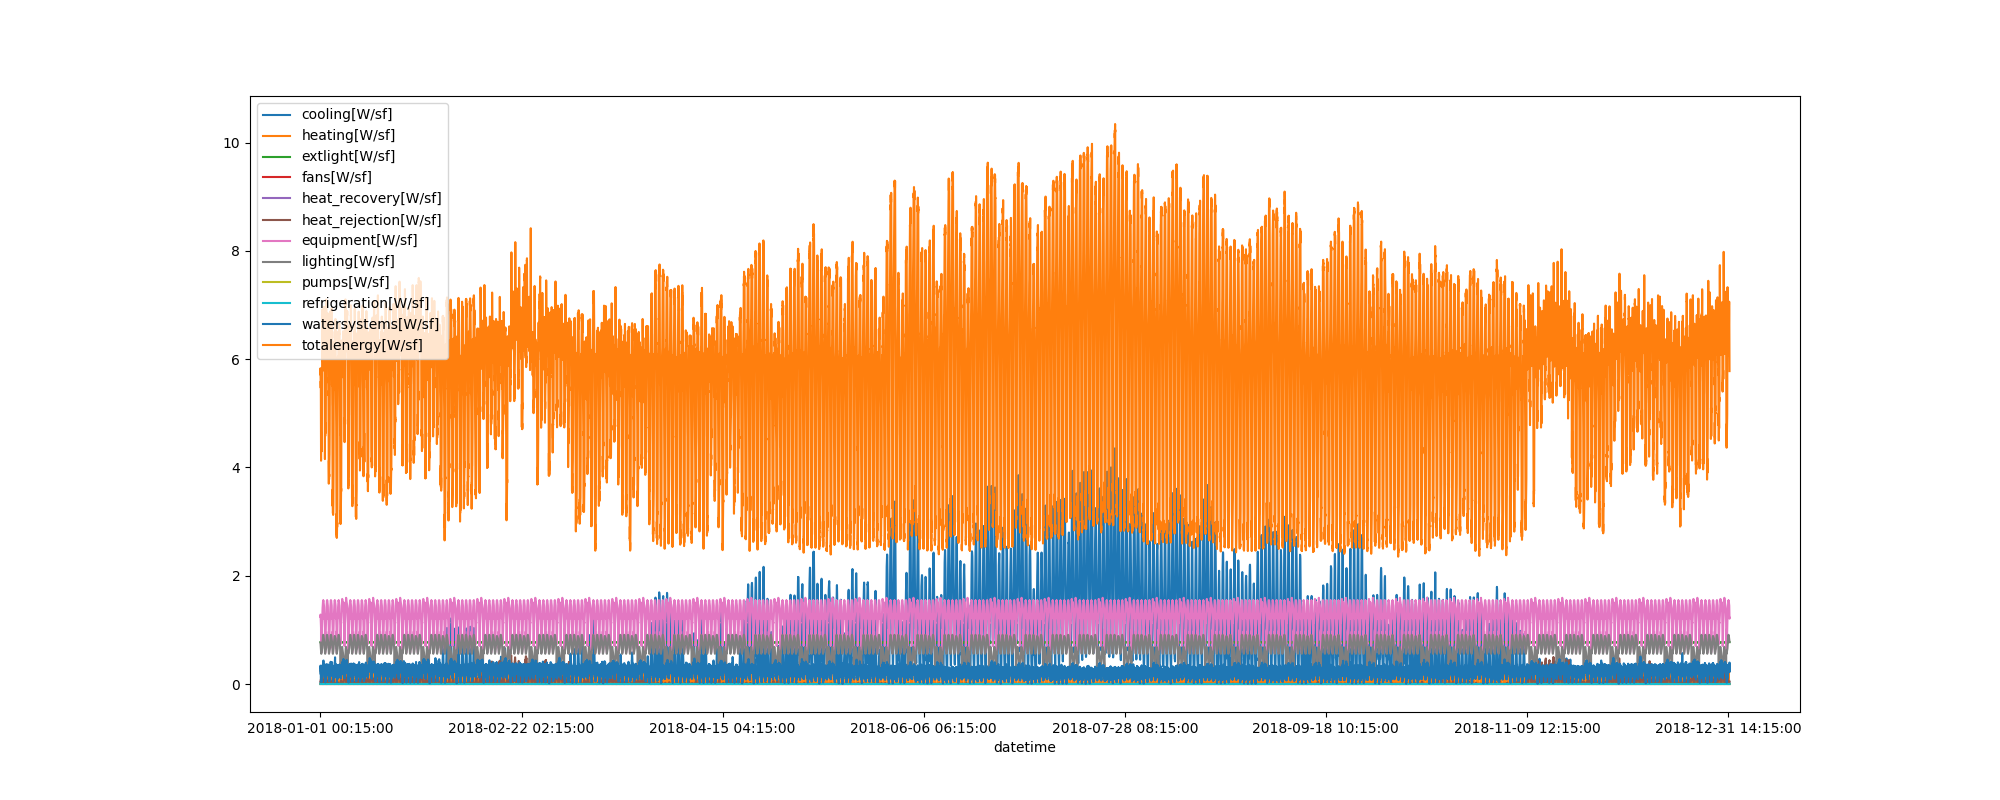 cooling[W/sf]
heating[W/sf]
extlight[W/sf]
fans[W/sf]
heat_recovery[W/sf]
heat_rejection[W/sf]
equipment[W/sf]
lighting[W/sf]
pumps[W/sf]
refrigeration[W/sf]
watersystems[W/sf]
totalenergy[W/sf]
10
8
6
4
2
0
2018-01-01 00:15:00
2018-02-22 02:15:00
2018-04-15 04:15:00
2018-06-06 06:15:00
2018-07-28 08:15:00
2018-09-18 10:15:00
2018-11-09 12:15:00
2018-12-31 14:15:00
datetime